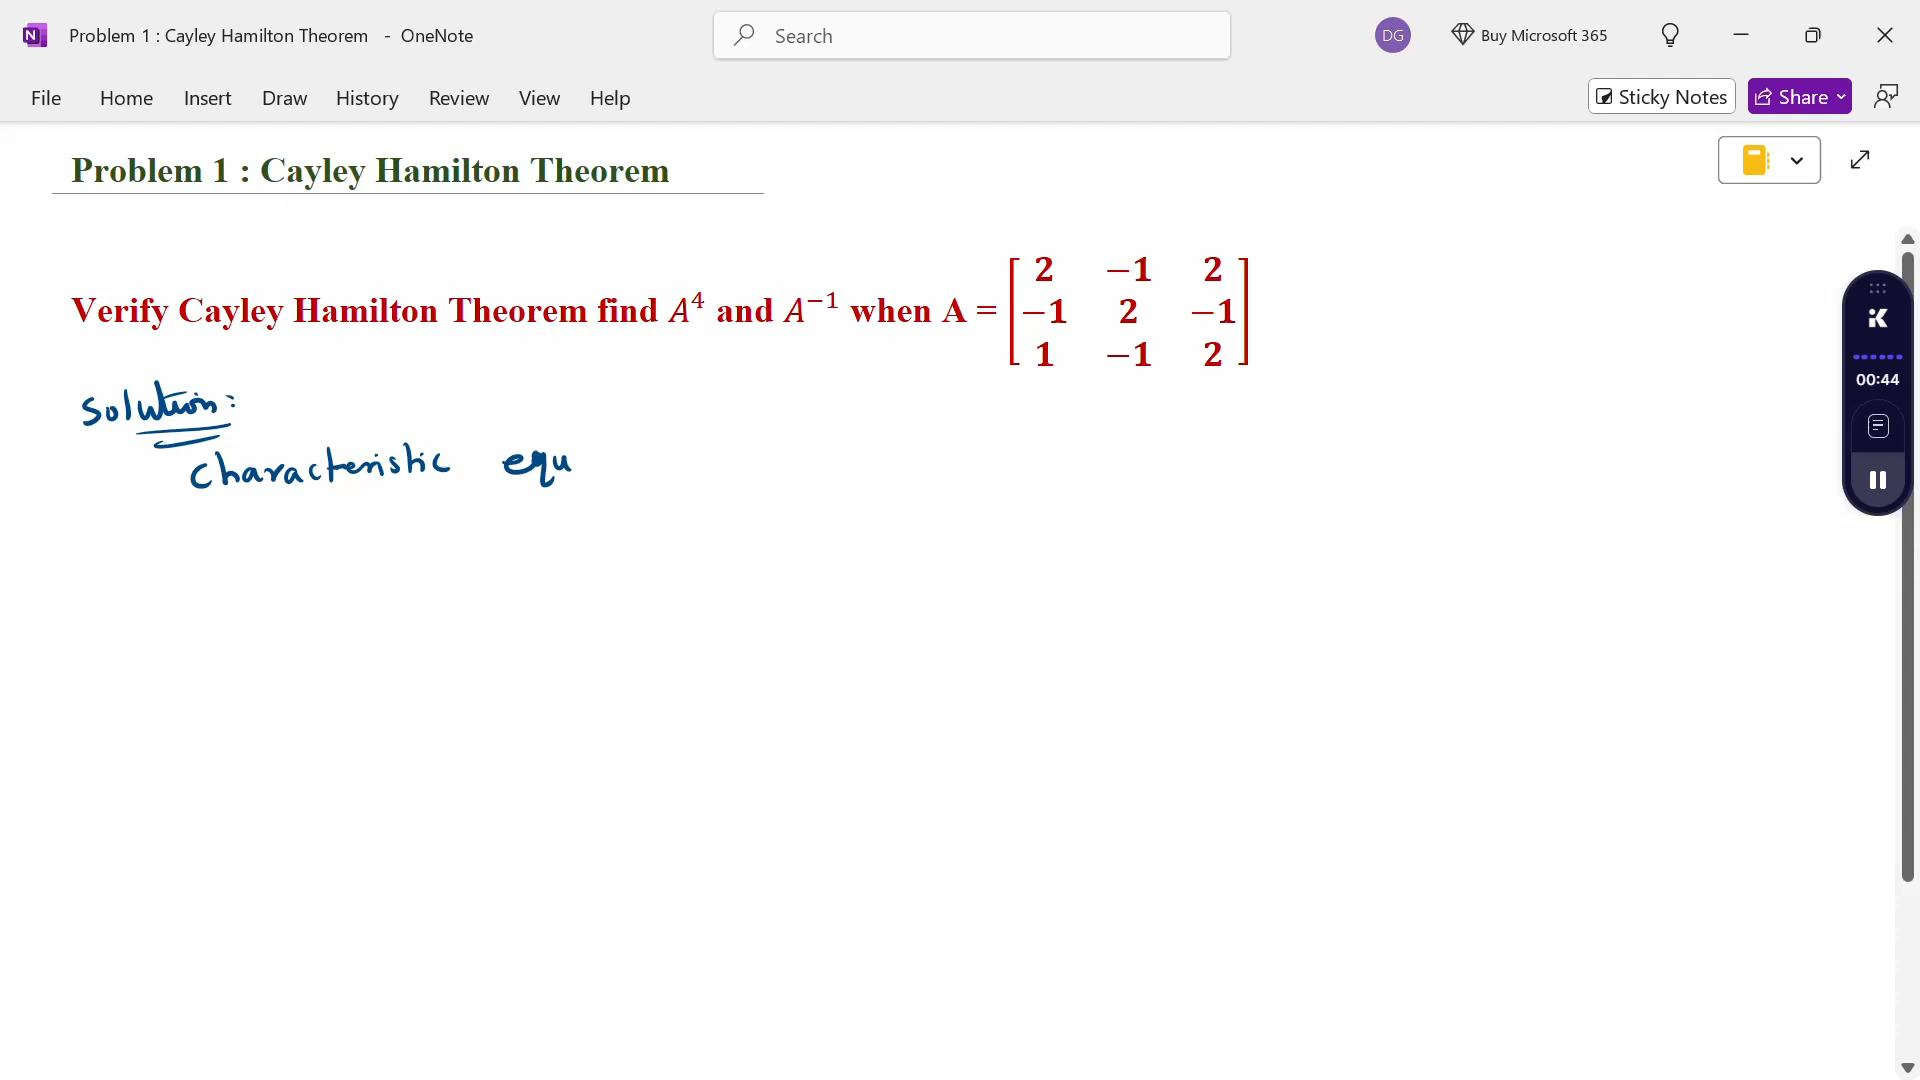 Problem 1 : Cayley Hamilton Theorem - OneNote
Search
DG
Buy Microsoft 365
File Home Insert Draw History Review View Help
Sticky Notes
Share
Problem 1 : Cayley Hamilton Theorem
2 −1 2
Verify Cayley Hamilton Theorem find A⁴ and A⁻¹ when A = −1 2 −1
1 −1 2
00:44
Solution:
characteristic equ